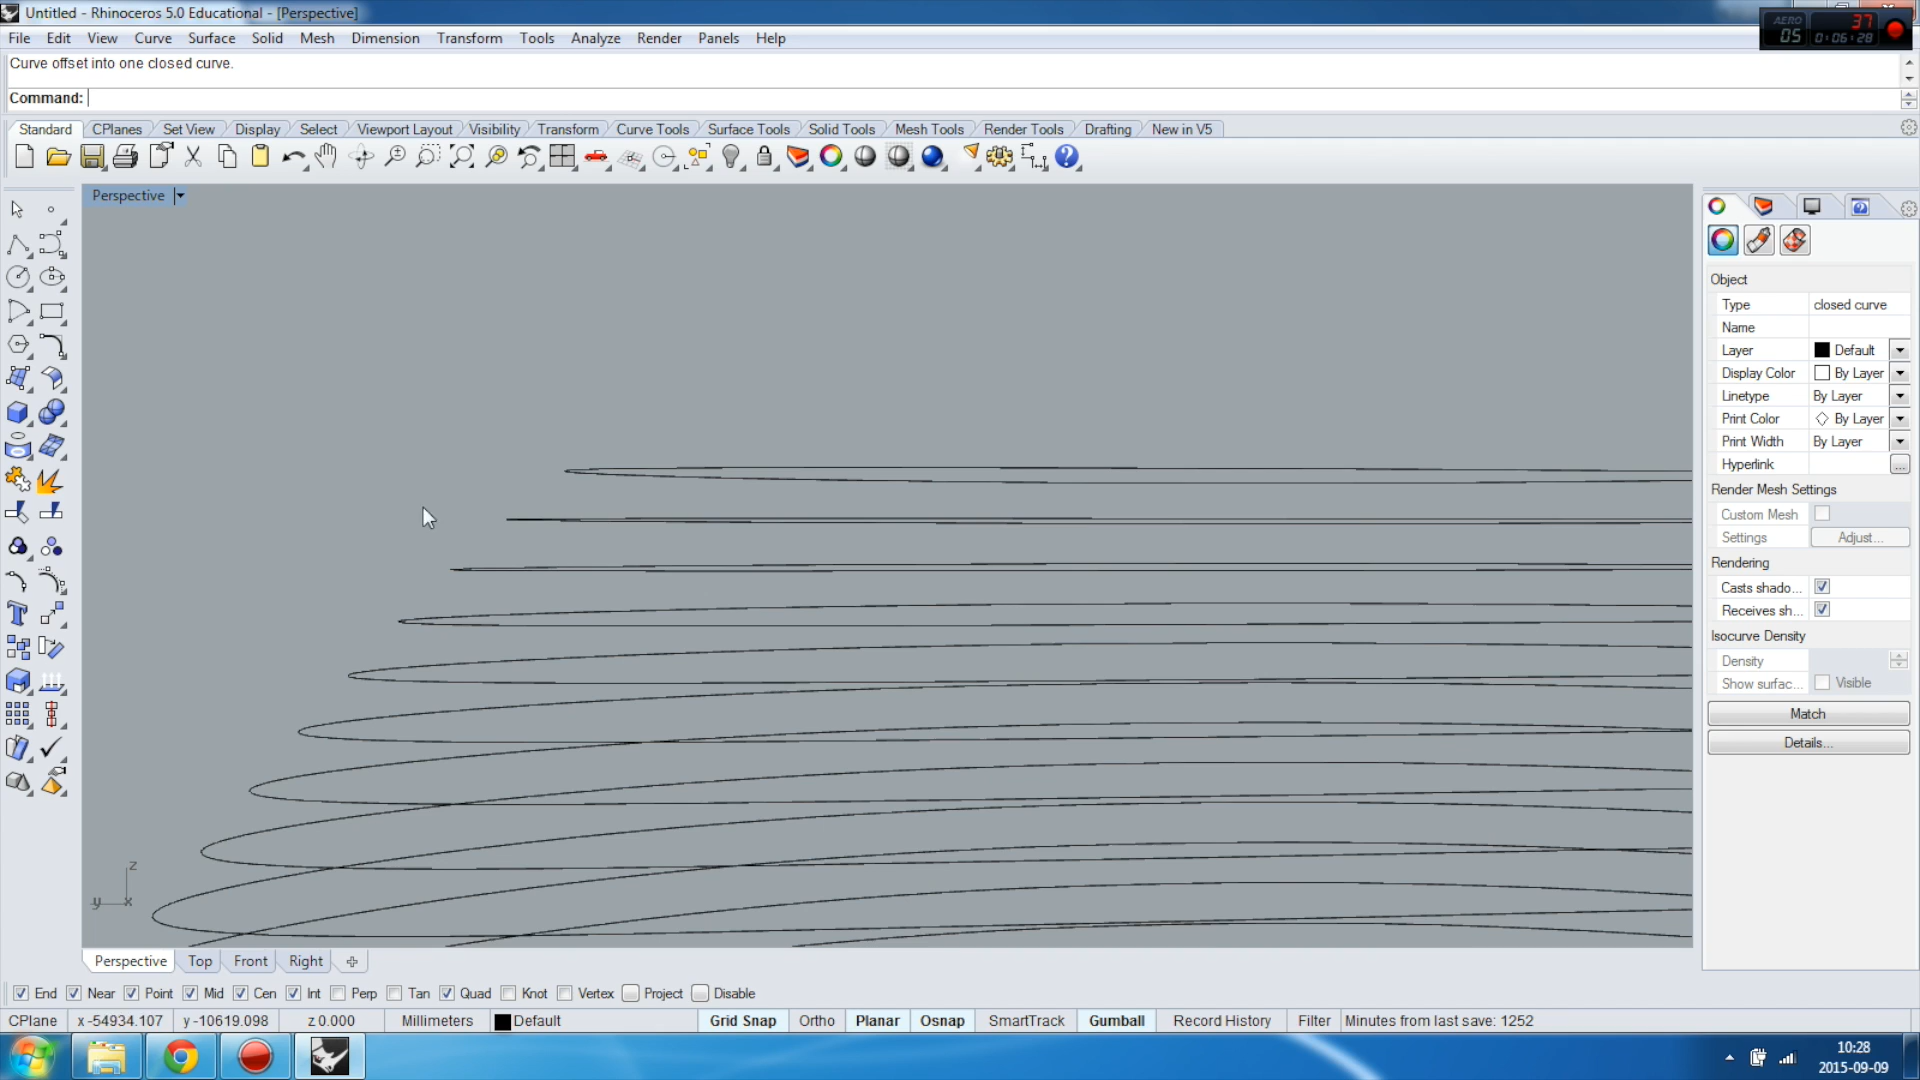 Untitled - Rhinoceros 5.0 Educational - [Perspective]
AERO 05 37 0:06:28
File Edit View Curve Surface Solid Mesh Dimension Transform Tools Analyze Render Panels Help
Curve offset into one closed curve.
Command:
Standard CPlanes Set View Display Select Viewport Layout Visibility Transform Curve Tools Surface Tools Solid Tools Mesh Tools Render Tools Drafting New in V5
Perspective
Object
Type closed curve
Name
Layer Default
Display Color By Layer
Linetype By Layer
Print Color By Layer
Print Width By Layer
Hyperlink ...
Render Mesh Settings
Custom Mesh
Settings Adjust...
Rendering
Casts shado...
Receives sh...
Isocurve Density
Density
Show surfac... Visible
Match
Details...
z
y x
Perspective Top Front Right
End Near Point Mid Cen Int Perp Tan Quad Knot Vertex Project Disable
CPlane x -54934.107 y -10619.098 z 0.000 Millimeters Default Grid Snap Ortho Planar Osnap SmartTrack Gumball Record History Filter Minutes from last save: 1252
10:28
2015-09-09